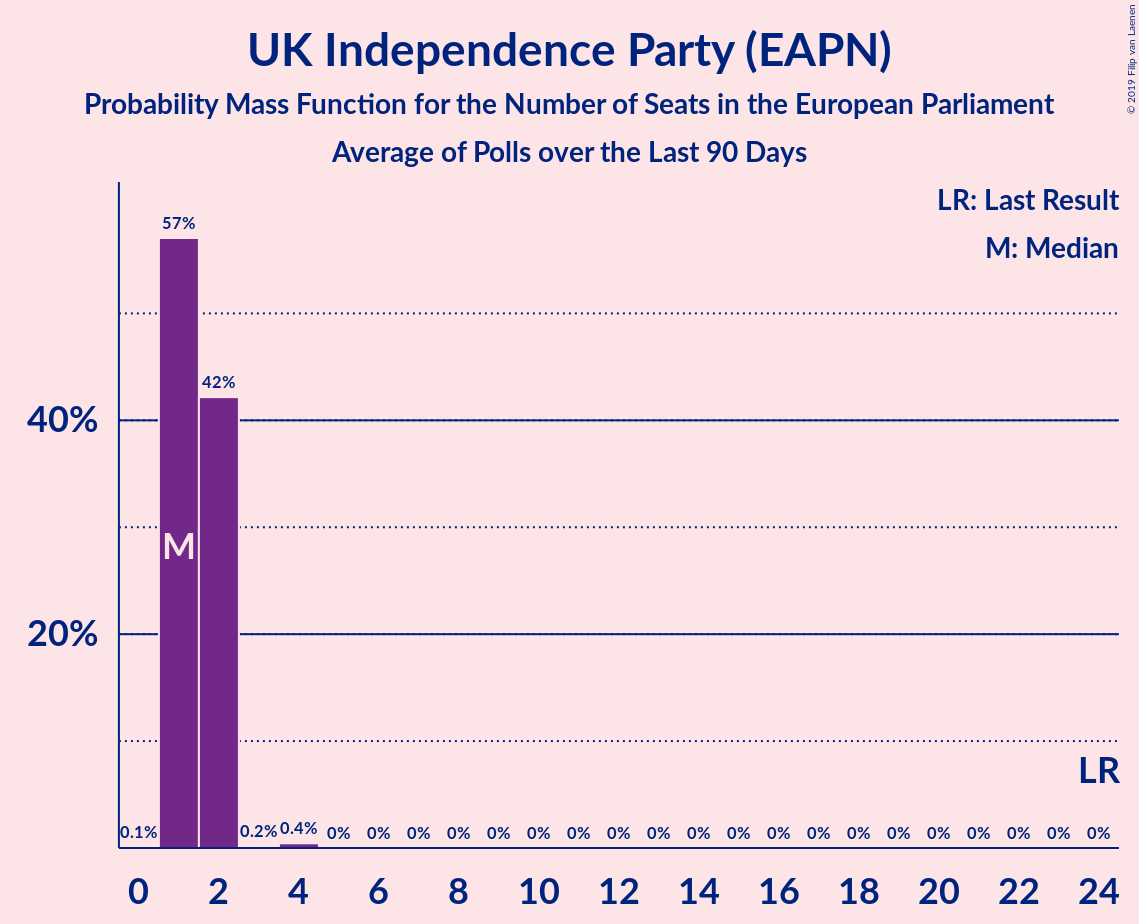 UK Independence Party (EAPN)
Probability Mass Function for the Number of Seats in the European Parliament
Average of Polls over the Last 90 Days
© 2019 Filip van Laenen
LR: Last Result
M: Median
57%
42%
40%
M
20%
LR
0.1% 0.2% 0.4% 0% 0% 0% 0% 0% 0% 0% 0% 0% 0% 0% 0% 0% 0% 0% 0% 0% 0% 0% 0%
0 2 4 6 8 10 12 14 16 18 20 22 24